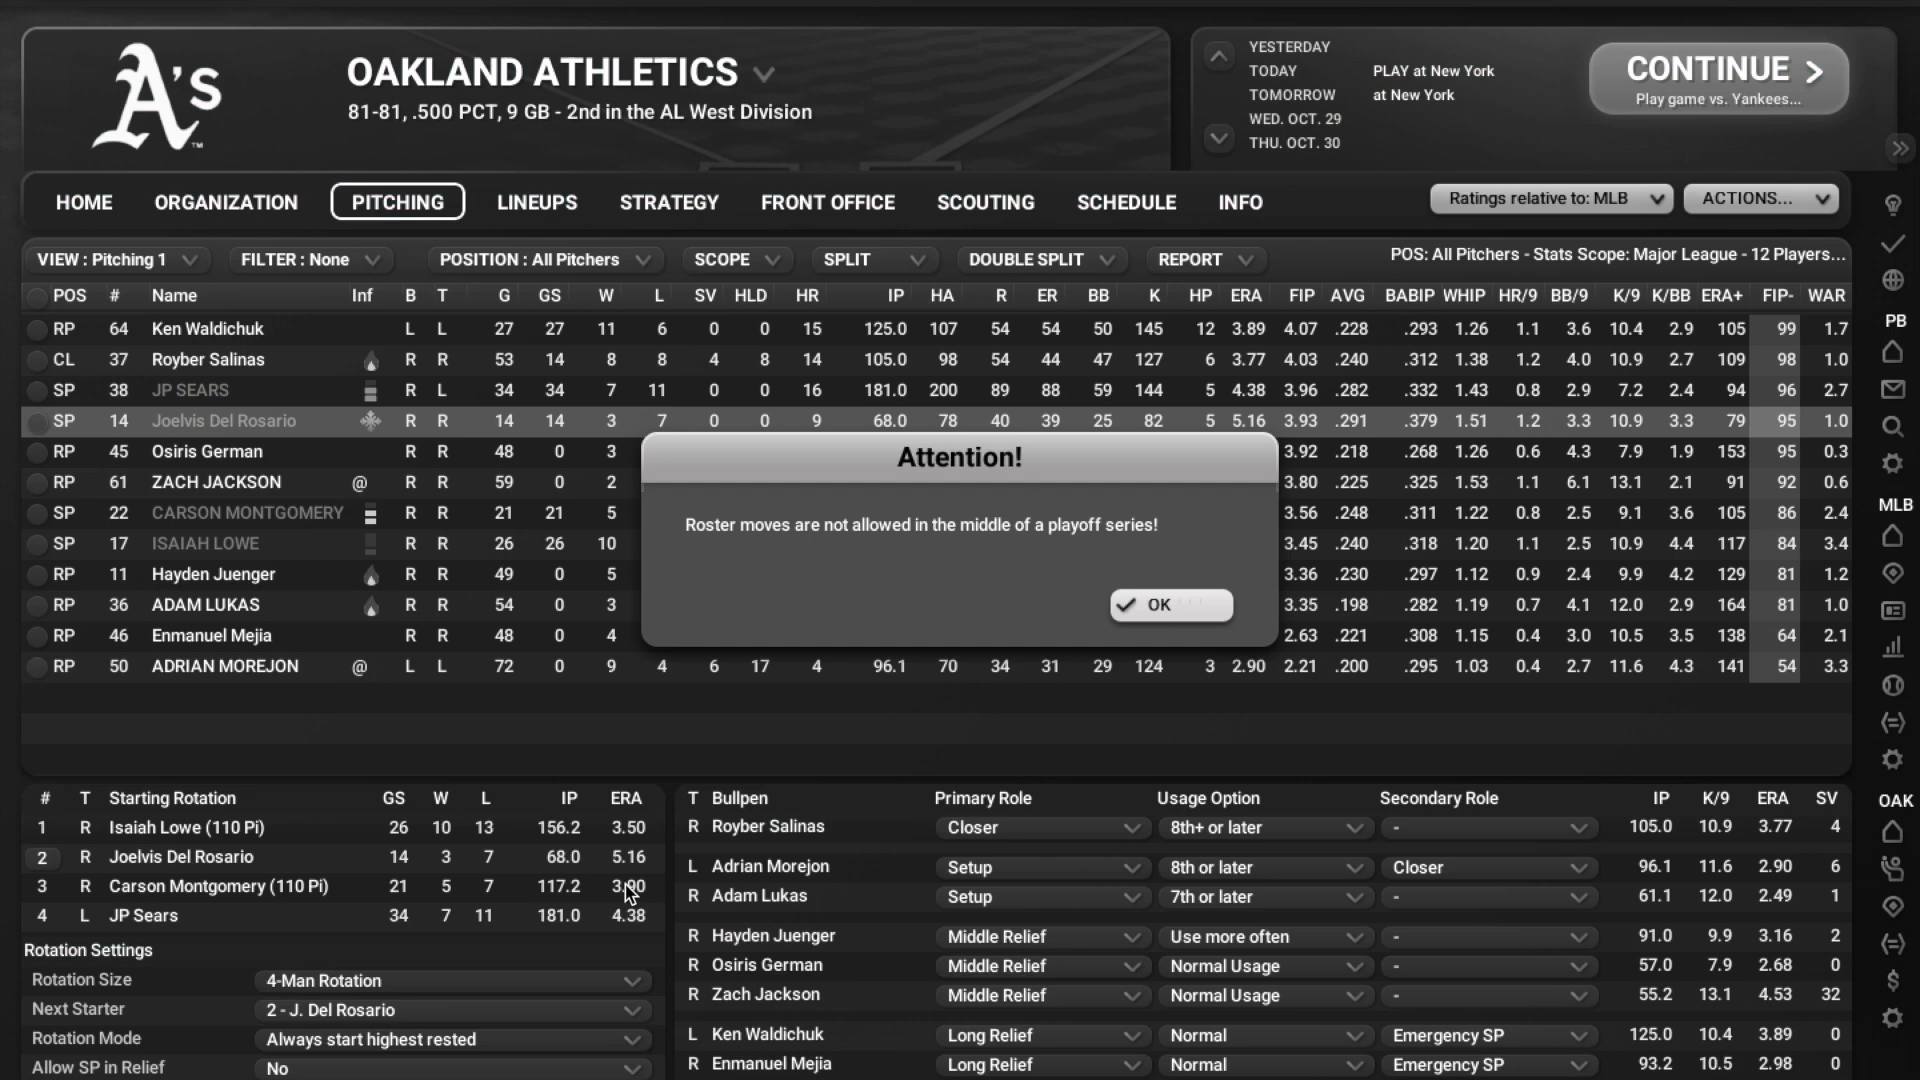 A's
™
OAKLAND ATHLETICS
81-81, .500 PCT, 9 GB - 2nd in the AL West Division
YESTERDAY
TODAY PLAY at New York
TOMORROW at New York
WED. OCT. 29
THU. OCT. 30
CONTINUE
Play game vs. Yankees...
HOME ORGANIZATION PITCHING LINEUPS STRATEGY FRONT OFFICE SCOUTING SCHEDULE INFO Ratings relative to: MLB ACTIONS...
VIEW : Pitching 1 FILTER : None POSITION : All Pitchers SCOPE SPLIT DOUBLE SPLIT REPORT POS: All Pitchers - Stats Scope: Major League - 12 Players...
POS # Name Inf B T G GS W L SV HLD HR IP HA R ER BB K HP ERA FIP AVG BABIP WHIP HR/9 BB/9 K/9 K/BB ERA+ FIP- WAR
RP 64 Ken Waldichuk L L 27 27 11 6 0 0 15 125.0 107 54 54 50 145 12 3.89 4.07 .228 .293 1.26 1.1 3.6 10.4 2.9 105 99 1.7
CL 37 Royber Salinas R R 53 14 8 8 4 8 14 105.0 98 54 44 47 127 6 3.77 4.03 .240 .312 1.38 1.2 4.0 10.9 2.7 109 98 1.0
SP 38 JP SEARS R L 34 34 7 11 0 0 16 181.0 200 89 88 59 144 5 4.38 3.96 .282 .332 1.43 0.8 2.9 7.2 2.4 94 96 2.7
SP 14 Joelvis Del Rosario R R 14 14 3 7 0 0 9 68.0 78 40 39 25 82 5 5.16 3.93 .291 .379 1.51 1.2 3.3 10.9 3.3 79 95 1.0
RP 45 Osiris German R R 48 0 3 3.92 .218 .268 1.26 0.6 4.3 7.9 1.9 153 95 0.3
RP 61 ZACH JACKSON @ R R 59 0 2 3.80 .225 .325 1.53 1.1 6.1 13.1 2.1 91 92 0.6
SP 22 CARSON MONTGOMERY R R 21 21 5 3.56 .248 .311 1.22 0.8 2.5 9.1 3.6 105 86 2.4
SP 17 ISAIAH LOWE R R 26 26 10 3.45 .240 .318 1.20 1.1 2.5 10.9 4.4 117 84 3.4
RP 11 Hayden Juenger R R 49 0 5 3.36 .230 .297 1.12 0.9 2.4 9.9 4.2 129 81 1.2
RP 36 ADAM LUKAS R R 54 0 3 3.35 .198 .282 1.19 0.7 4.1 12.0 2.9 164 81 1.0
RP 46 Enmanuel Mejia R R 48 0 4 2.63 .221 .308 1.15 0.4 3.0 10.5 3.5 138 64 2.1
RP 50 ADRIAN MOREJON @ L L 72 0 9 4 6 17 4 96.1 70 34 31 29 124 3 2.90 2.21 .200 .295 1.03 0.4 2.7 11.6 4.3 141 54 3.3
Attention!
Roster moves are not allowed in the middle of a playoff series!
OK
# T Starting Rotation GS W L IP ERA
1 R Isaiah Lowe (110 Pi) 26 10 13 156.2 3.50
2 R Joelvis Del Rosario 14 3 7 68.0 5.16
3 R Carson Montgomery (110 Pi) 21 5 7 117.2 3.90
4 L JP Sears 34 7 11 181.0 4.38
Rotation Settings
Rotation Size 4-Man Rotation
Next Starter 2 - J. Del Rosario
Rotation Mode Always start highest rested
Allow SP in Relief No
T Bullpen Primary Role Usage Option Secondary Role IP K/9 ERA SV
R Royber Salinas Closer 8th+ or later - 105.0 10.9 3.77 4
L Adrian Morejon Setup 8th or later Closer 96.1 11.6 2.90 6
R Adam Lukas Setup 7th or later - 61.1 12.0 2.49 1
R Hayden Juenger Middle Relief Use more often - 91.0 9.9 3.16 2
R Osiris German Middle Relief Normal Usage - 57.0 7.9 2.68 0
R Zach Jackson Middle Relief Normal Usage - 55.2 13.1 4.53 32
L Ken Waldichuk Long Relief Normal Emergency SP 125.0 10.4 3.89 0
R Enmanuel Mejia Long Relief Normal Emergency SP 93.2 10.5 2.98 0
PB
MLB
OAK